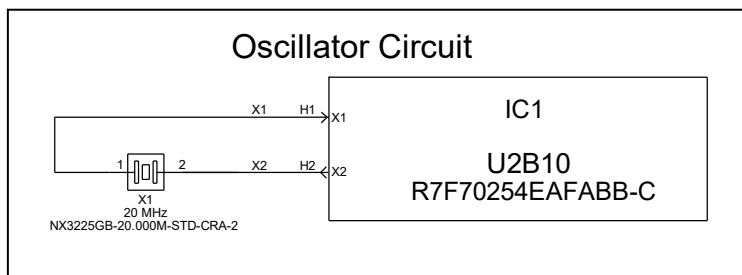 Oscillator Circuit
X1 H1 X1 IC1
1 2 X2 H2 X2 U2B10
R7F70254EAFABB-C
X1
20 MHz
NX3225GB-20.000M-STD-CRA-2